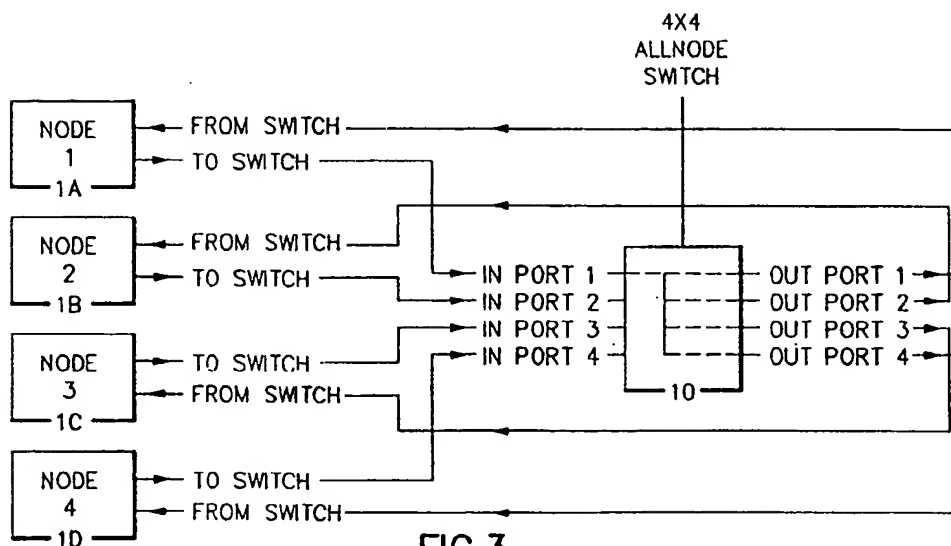 4X4
ALLNODE
SWITCH
NODE
1
1A
FROM SWITCH
TO SWITCH
NODE
2
1B
FROM SWITCH
TO SWITCH
NODE
3
1C
TO SWITCH
FROM SWITCH
NODE
4
1D
TO SWITCH
FROM SWITCH
IN PORT 1
IN PORT 2
IN PORT 3
IN PORT 4
10
OUT PORT 1
OUT PORT 2
OUT PORT 3
OUT PORT 4
FIG. 3